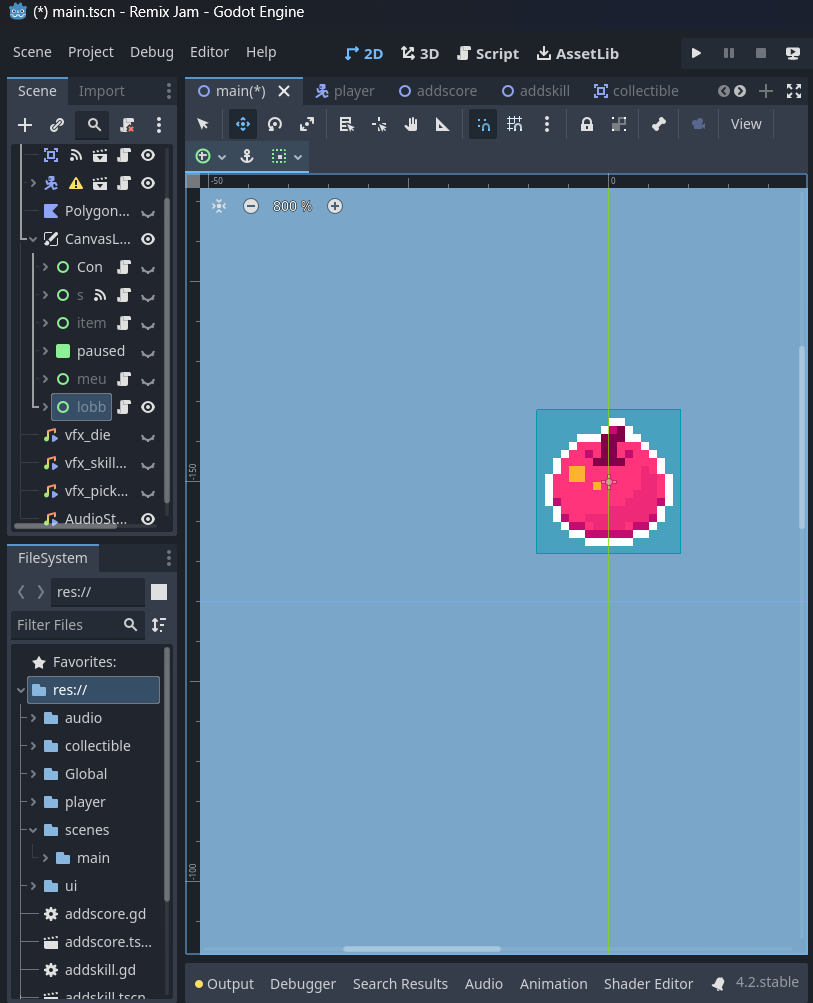 (*) main.tscn - Remix Jam - Godot Engine
Scene Project Debug Editor Help 2D 3D Script AssetLib
Scene Import main(*) player addscore addskill collectible
View
-50 0
800 %
Polygon...
CanvasL...
Con
s
item
paused
meu
lobb
vfx_die
vfx_skill...
vfx_pick...
AudioSt...
-150
-100
FileSystem
res://
Filter Files
Favorites:
res://
audio
collectible
Global
player
scenes
main
ui
addscore.gd
addscore.ts...
addskill.gd
addskill.tscn
Output Debugger Search Results Audio Animation Shader Editor 4.2.stable